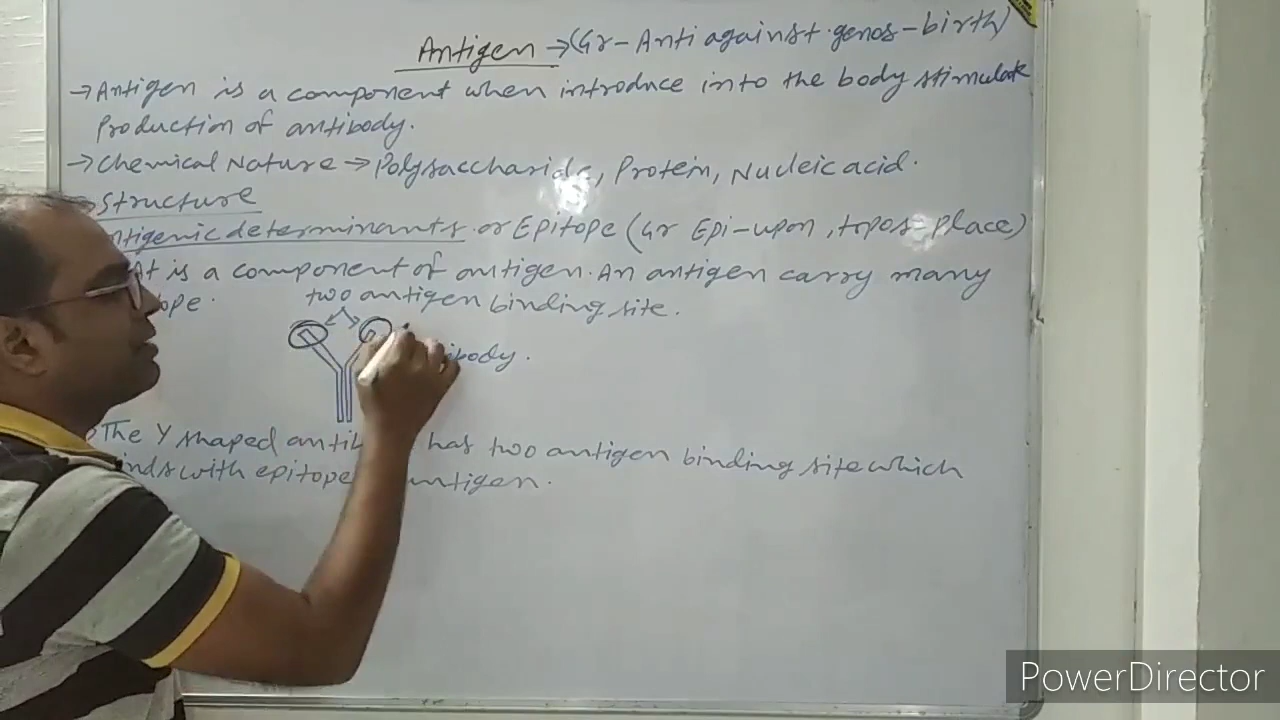 Antigen → (Gr-Anti against genos-birth)
→ Antigen is a component when introduce into the body stimulate
Production of antibody.
→ Chemical Nature → Polysaccharide, Protein, Nucleic acid.
Structure
determinants or Epitope (Gr Epi-upon, topos-place)
is a component of antigen. An antigen carry many
two antigen binding site.
The Y shaped has two antigen binding site which
with epitope antigen.
PowerDirector